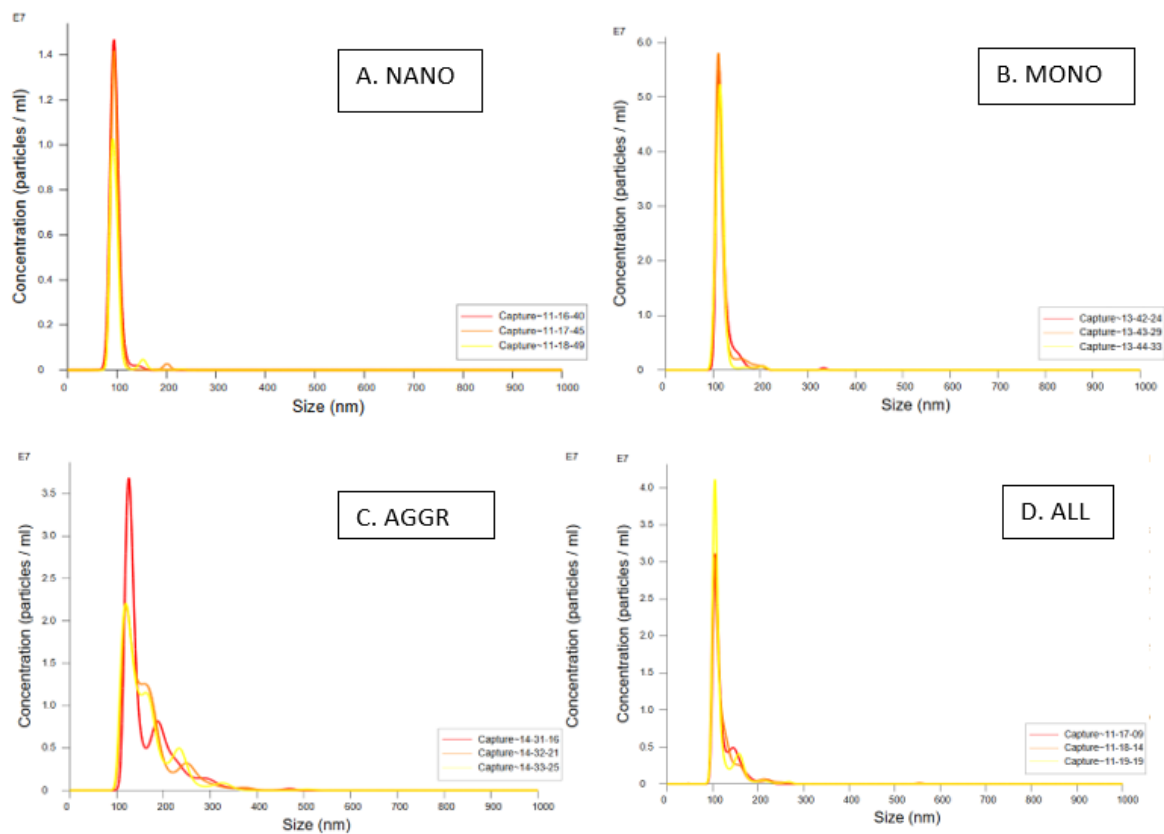 E7
Concentration (particles / ml)
1.4
1.2
1.0
0.8
0.6
0.4
0.2
0
A. NANO
Capture~11-16-40
Capture~11-17-45
Capture~11-18-49
0 100 200 300 400 500 600 700 800 900 1000
Size (nm)
E7
Concentration (particles / ml)
6.0
5.0
4.0
3.0
2.0
1.0
0
B. MONO
Capture~13-42-24
Capture~13-43-29
Capture~13-44-33
0 100 200 300 400 500 600 700 800 900 1000
Size (nm)
E7
Concentration (particles / ml)
3.5
3.0
2.5
2.0
1.5
1.0
0.5
0
C. AGGR
Capture~14-31-16
Capture~14-32-21
Capture~14-33-25
0 100 200 300 400 500 600 700 800 900 1000
Size (nm)
E7
Concentration (particles / ml)
Concentration (particles / ml)
4.0
3.5
3.0
2.5
2.0
1.5
1.0
0.5
0
D. ALL
Capture~11-17-09
Capture~11-18-14
Capture~11-19-19
0 100 200 300 400 500 600 700 800 900 1000
Size (nm)